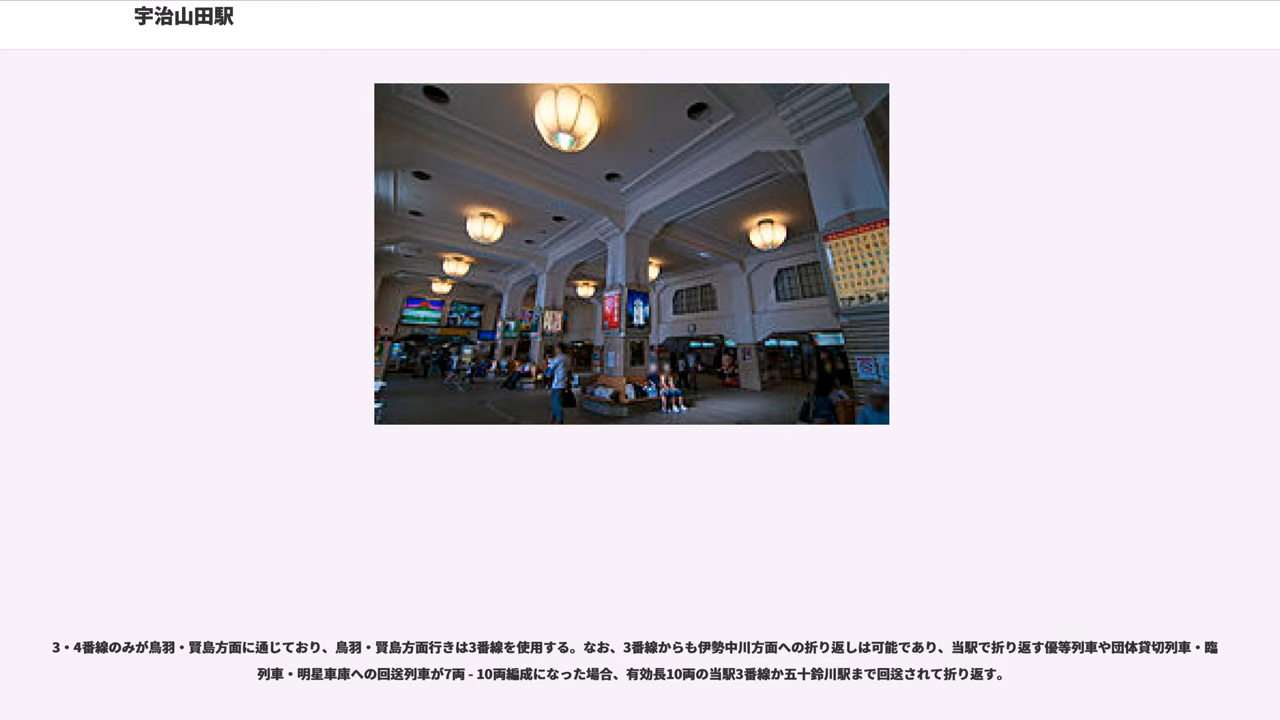 宇治山田駅
3・4番線のみが鳥羽・賢島方面に通じており、鳥羽・賢島方面行きは3番線を使用する。なお、3番線からも伊勢中川方面への折り返しは可能であり、当駅で折り返す優等列車や団体貸切列車・臨
列車・明星車庫への回送列車が7両 - 10両編成になった場合、有効長10両の当駅3番線か五十鈴川駅まで回送されて折り返す。